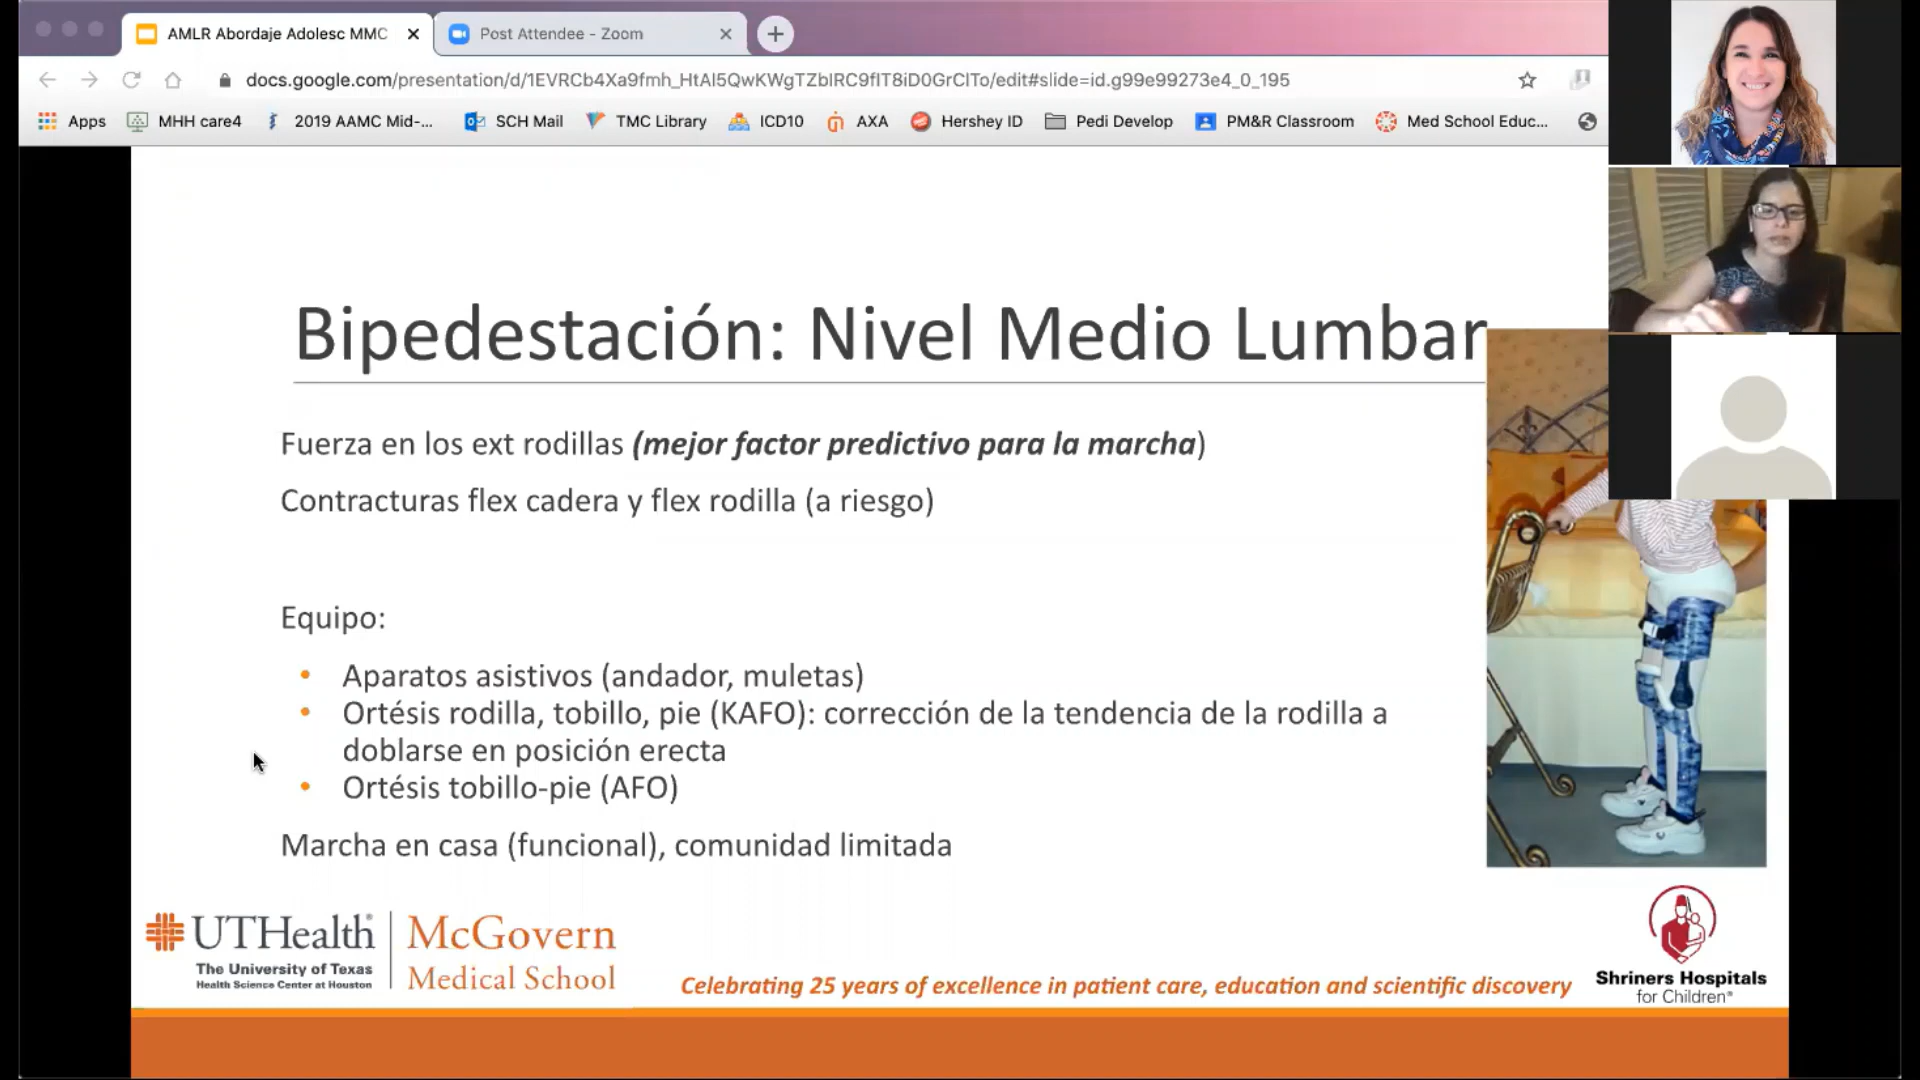 AMLR Abordaje Adolesc MMC
Post Attendee - Zoom
docs.google.com/presentation/d/1EVRCb4Xa9fmh_HtAI5QwKWgTZbIRC9fIT8iD0GrCITo/edit#slide=id.g99e99273e4_0_195
Apps MHH care4 2019 AAMC Mid-... SCH Mail TMC Library ICD10 AXA Hershey ID Pedi Develop PM&R Classroom Med School Educ...
Bipedestación: Nivel Medio Lumbar
Fuerza en los ext rodillas (mejor factor predictivo para la marcha)
Contracturas flex cadera y flex rodilla (a riesgo)
Equipo:
• Aparatos asistivos (andador, muletas)
• Ortésis rodilla, tobillo, pie (KAFO): corrección de la tendencia de la rodilla a
doblarse en posición erecta
• Ortésis tobillo-pie (AFO)
Marcha en casa (funcional), comunidad limitada
UTHealth®
The University of Texas
Health Science Center at Houston
McGovern
Medical School
Celebrating 25 years of excellence in patient care, education and scientific discovery
Shriners Hospitals
for Children®